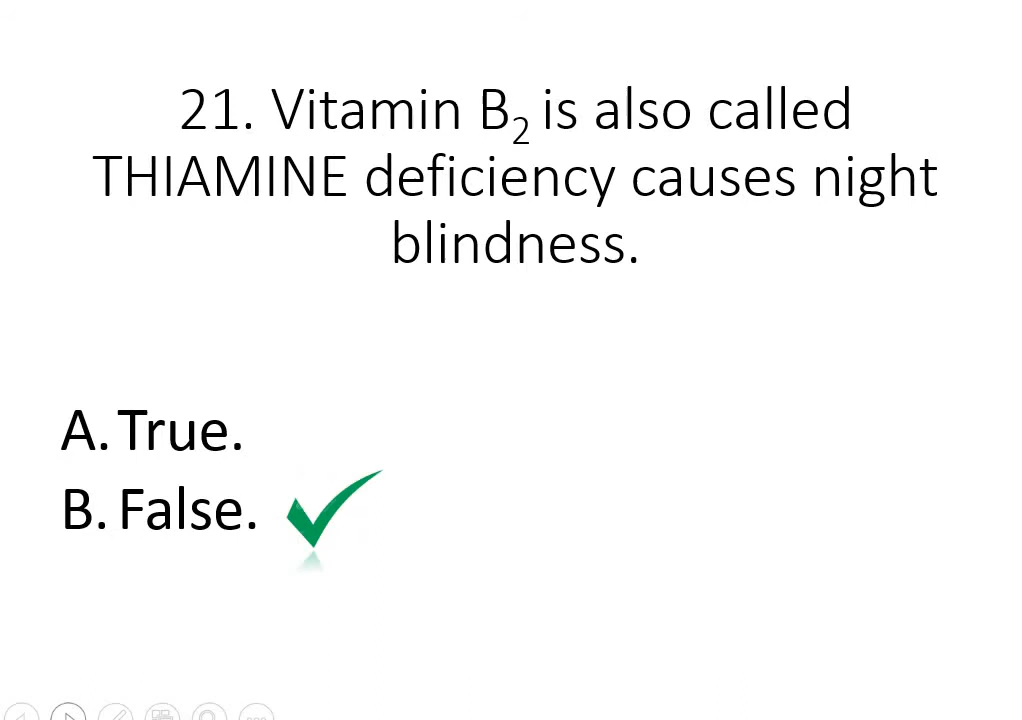 21. Vitamin B₂ is also called
THIAMINE deficiency causes night
blindness.
A. True.
B. False.